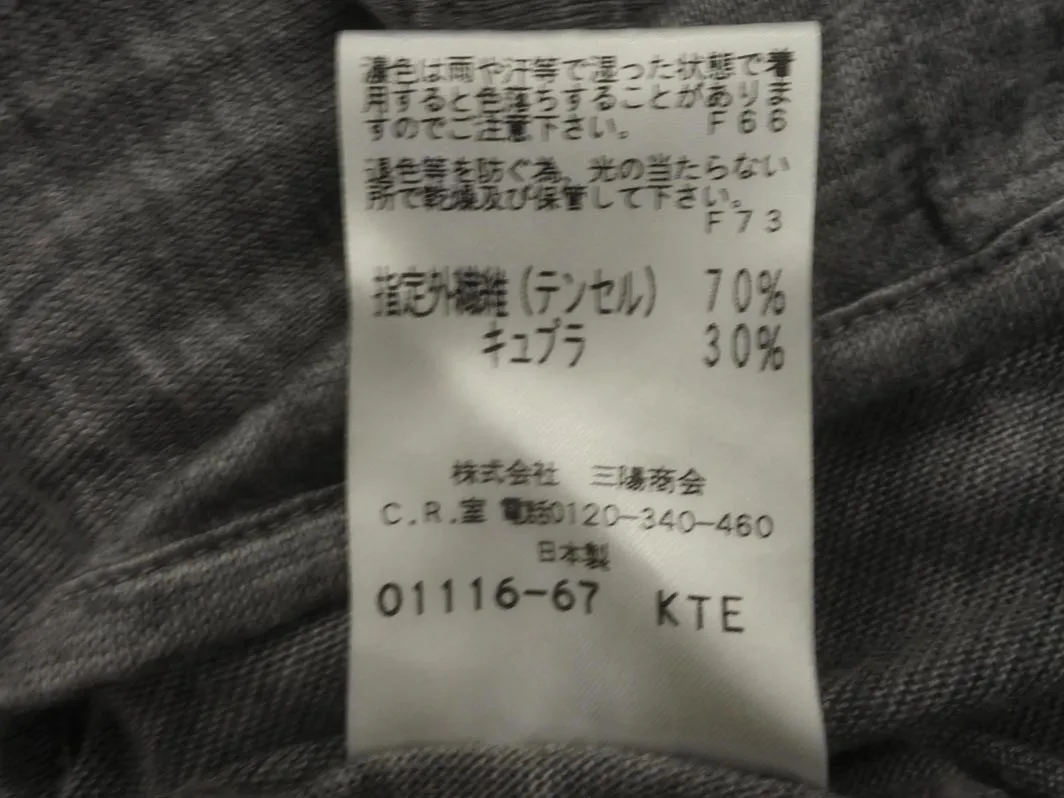 濃色は雨や汗等で湿った状態で着
用すると色落ちすることがありま
すのでご注意下さい。 F66
退色等を防ぐ為、光の当たらない
所で乾燥及び保管して下さい。
F73
指定外繊維(テンセル) 70%
キュプラ 30%
株式会社 三陽商会
C.R.室 電話0120-340-460
日本製
01116-67 KTE